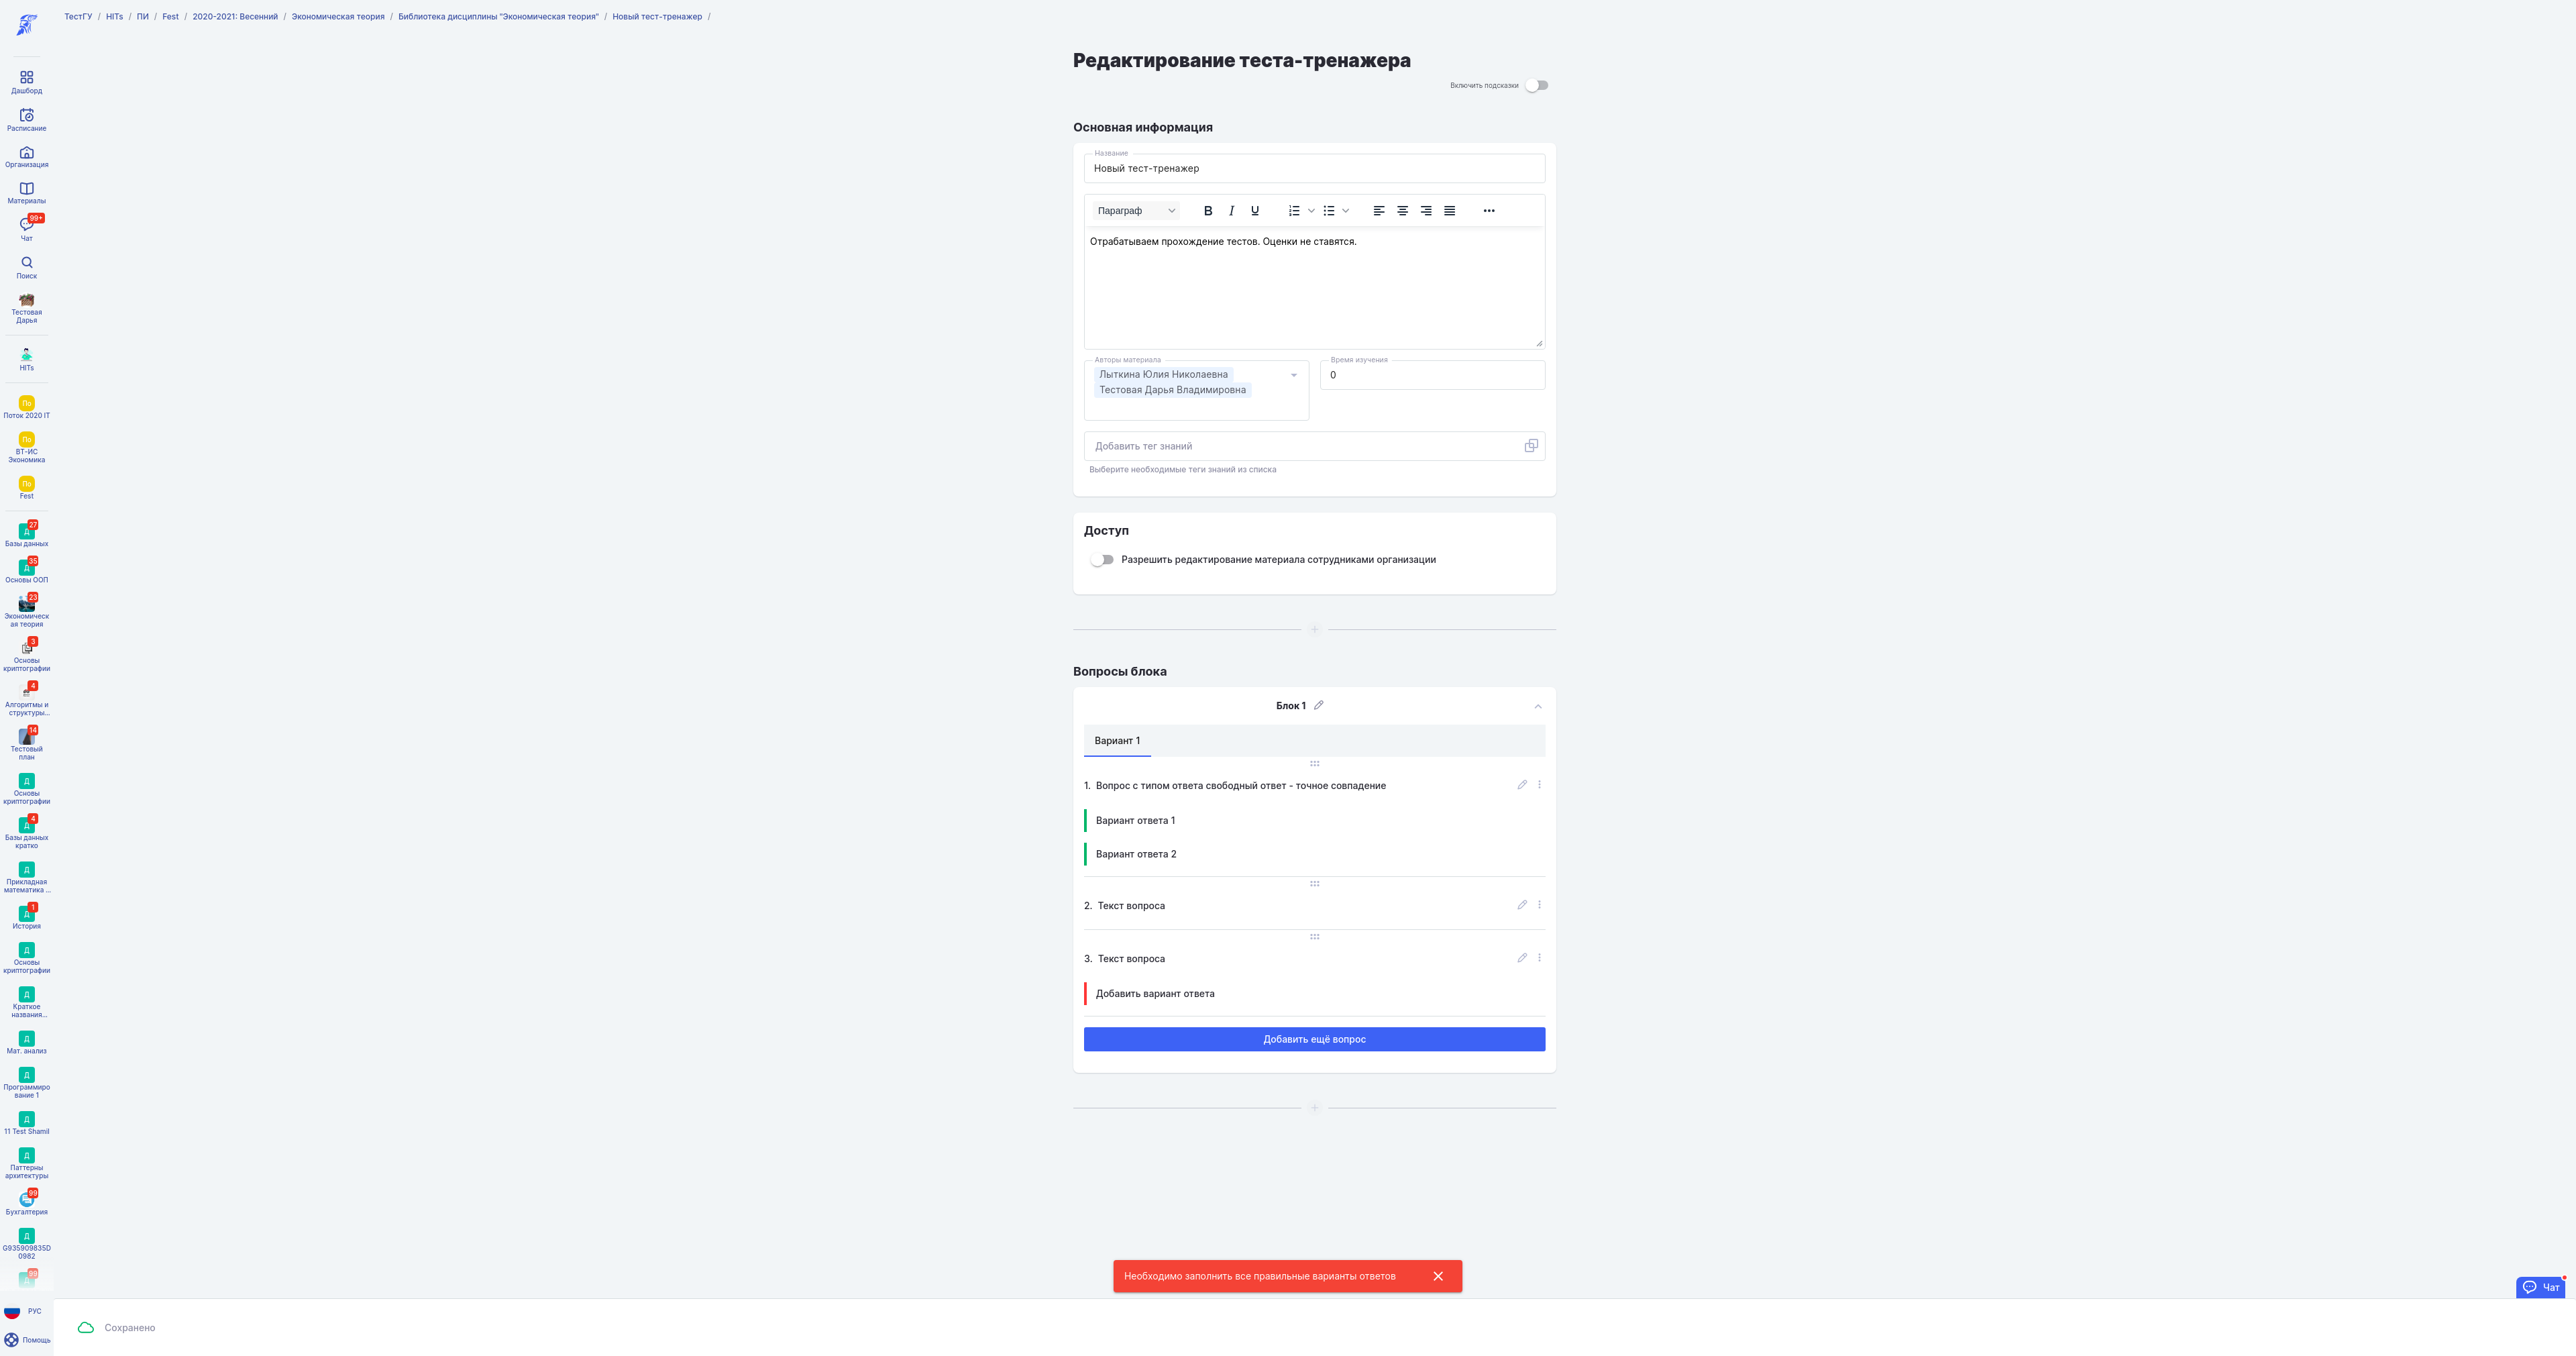 ТестГУ / HITs / ПИ / Fest / 2020-2021: Весенний / Экономическая теория / Библиотека дисциплины "Экономическая теория" / Новый тест-тренажер /
Дашборд
Расписание
Организация
Материалы
99+
Чат
Поиск
Тестовая
Дарья
HITs
По
Поток 2020 IT
По
ВТ-ИС
Экономика
По
Fest
27
Д
Базы данных
35
Д
Основы ООП
23
Экономическ
ая теория
3
Основы
криптографии
4
Алгоритмы и
структуры...
14
Тестовый
план
Д
Основы
криптографии
4
Д
Базы данных
кратко
Д
Прикладная
математика ...
1
Д
История
Д
Основы
криптографии
Д
Краткое
названия...
Д
Мат. анализ
Д
Программиро
вание 1
Д
11 Test Shamil
Д
Паттерны
архитектуры
99
Бухгалтерия
Д
G935909835D
0982
99
Д
РУС
Помощь
Редактирование теста-тренажера
Включить подсказки
Основная информация
Название
Новый тест-тренажер
Параграф B I U
Отрабатываем прохождение тестов. Оценки не ставятся.
Авторы материала
Лыткина Юлия Николаевна
Тестовая Дарья Владимировна
Время изучения
0
Добавить тег знаний
Выберите необходимые теги знаний из списка
Доступ
Разрешить редактирование материала сотрудниками организации
Вопросы блока
Блок 1
Вариант 1
1. Вопрос с типом ответа свободный ответ - точное совпадение
Вариант ответа 1
Вариант ответа 2
2. Текст вопроса
3. Текст вопроса
Добавить вариант ответа
Добавить ещё вопрос
Необходимо заполнить все правильные варианты ответов
Чат
Сохранено